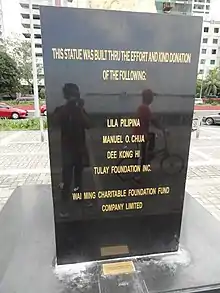 THIS STATUE WAS BUILT THRU THE EFFORT AND KIND DONATION
OF THE FOLLOWING:
LILA PILIPINA
MANUEL O. CHUA
DEE KONG HI
TULAY FOUNDATION INC.
WAI MING CHARITABLE FOUNDATION FUND
COMPANY LIMITED